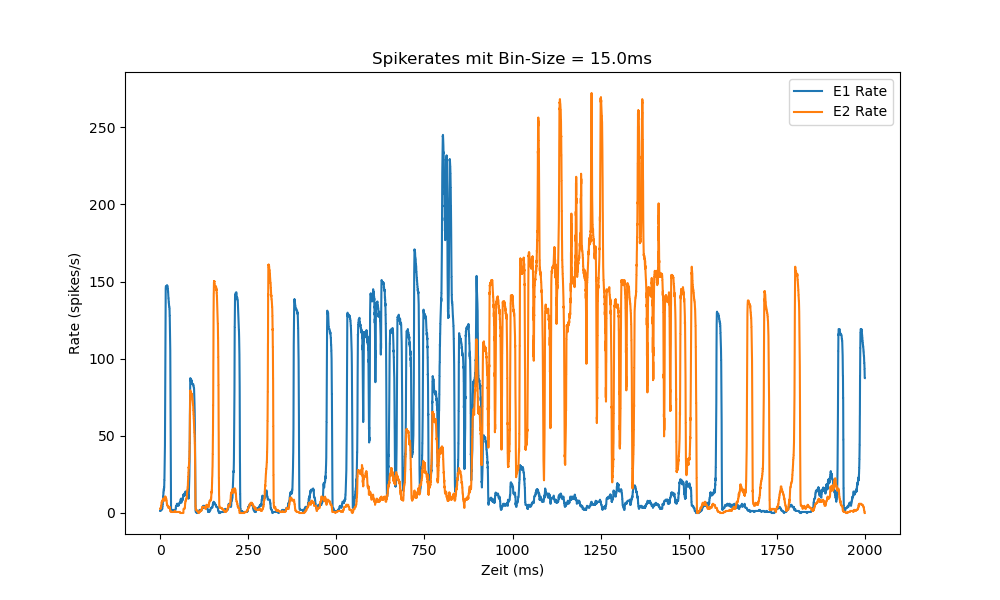 Spikerates mit Bin-Size = 15.0ms
E1 Rate
E2 Rate
Rate (spikes/s)
250
200
150
100
50
0
0 250 500 750 1000 1250 1500 1750 2000
Zeit (ms)